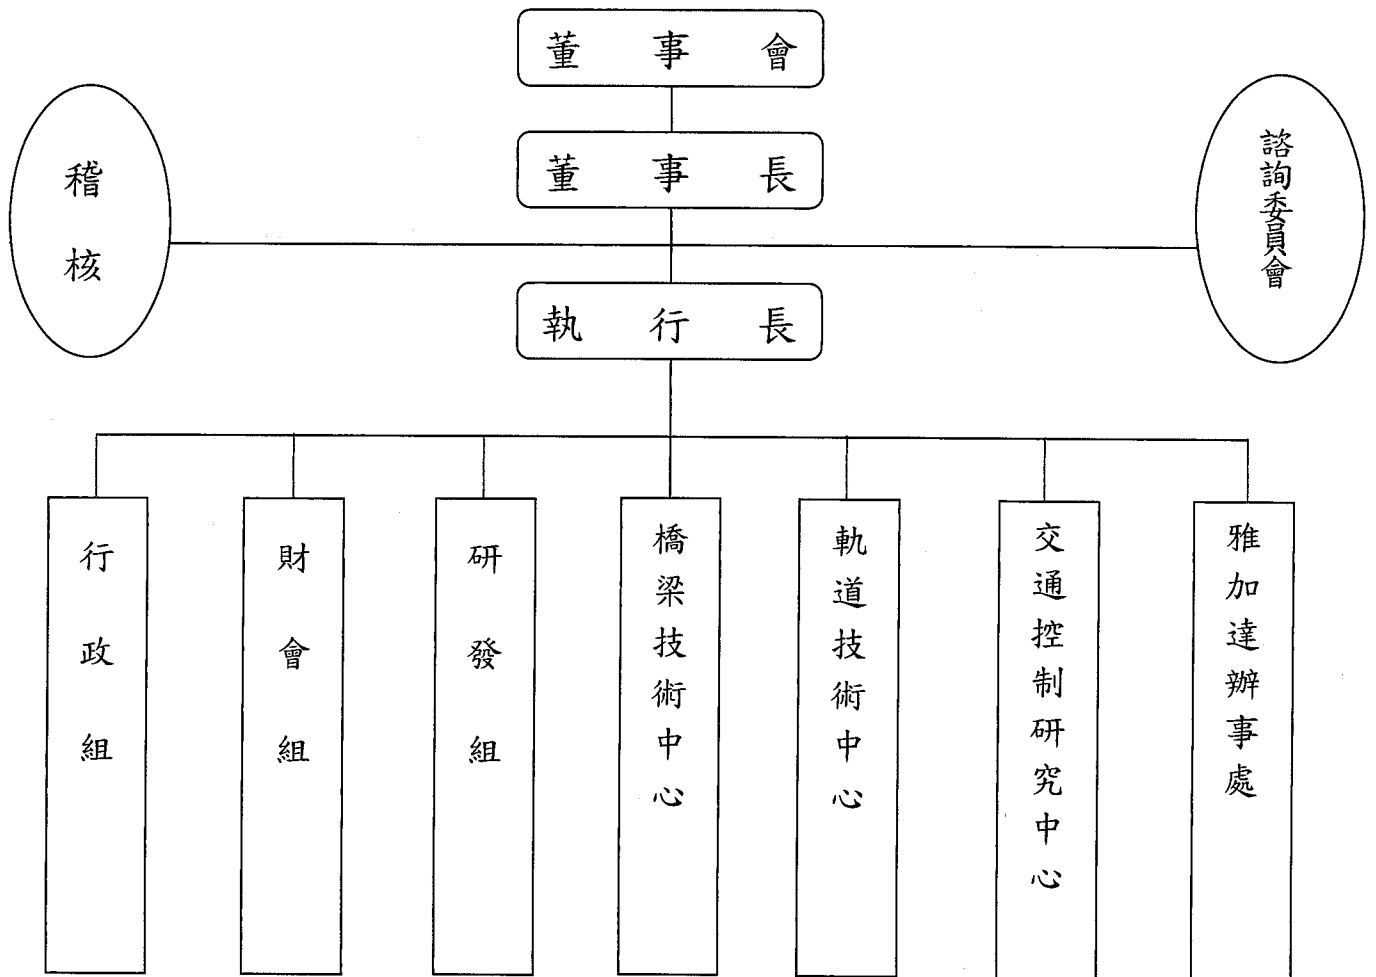 董事會
董事長
稽核
諮詢委員會
執行長
行政組
財會組
研發組
橋梁技術中心
軌道技術中心
交通控制研究中心
雅加達辦事處